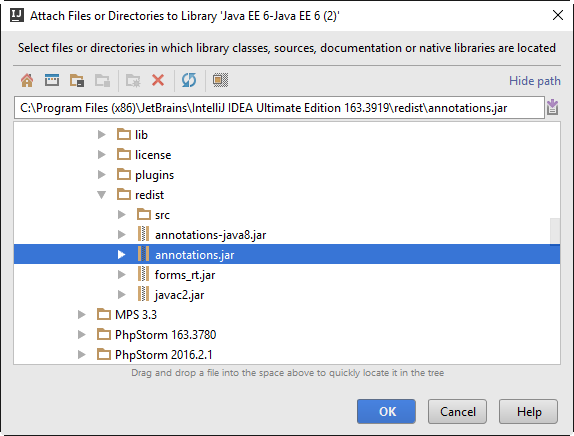 IJ Attach Files or Directories to Library 'Java EE 6-Java EE 6 (2)'
Select files or directories in which library classes, sources, documentation or native libraries are located
Hide path
C:\Program Files (x86)\JetBrains\IntelliJ IDEA Ultimate Edition 163.3919\redist\annotations.jar
lib
license
plugins
redist
src
annotations-java8.jar
annotations.jar
forms_rt.jar
javac2.jar
MPS 3.3
PhpStorm 163.3780
PhpStorm 2016.2.1
Drag and drop a file into the space above to quickly locate it in the tree
OK Cancel Help